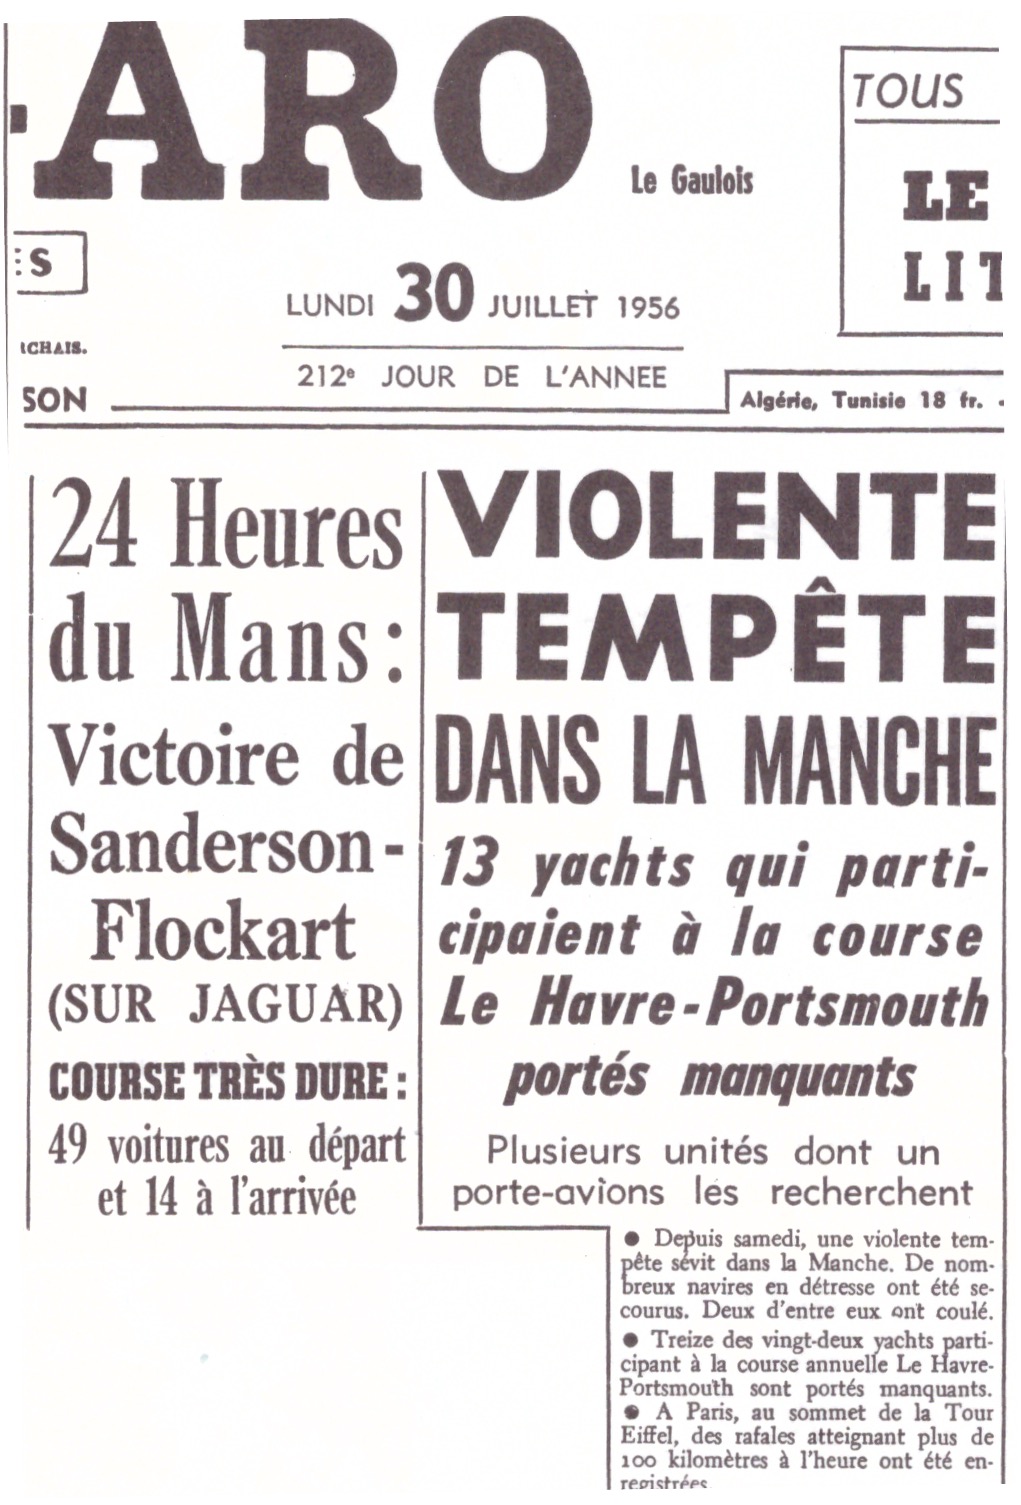 ARO
Le Gaulois
TOUS
LE
LIT
ES
LUNDI 30 JUILLET 1956
212e JOUR DE L'ANNEE
SON
Algérie, Tunisie 18 fr. -
24 Heures
du Mans :
Victoire de
Sanderson-
Flockart
(SUR JAGUAR)
COURSE TRÈS DURE :
49 voitures au départ
et 14 à l'arrivée
VIOLENTE
TEMPÊTE
DANS LA MANCHE
13 yachts qui parti-
cipaient à la course
Le Havre-Portsmouth
portés manquants
Plusieurs unités dont un
porte-avions les recherchent
● Depuis samedi, une violente tem-
pête sévit dans la Manche. De nom-
breux navires en détresse ont été se-
courus. Deux d'entre eux ont coulé.
● Treize des vingt-deux yachts parti-
cipant à la course annuelle Le Havre-
Portsmouth sont portés manquants.
● A Paris, au sommet de la Tour
Eiffel, des rafales atteignant plus de
100 kilomètres à l'heure ont été en-
registrées.